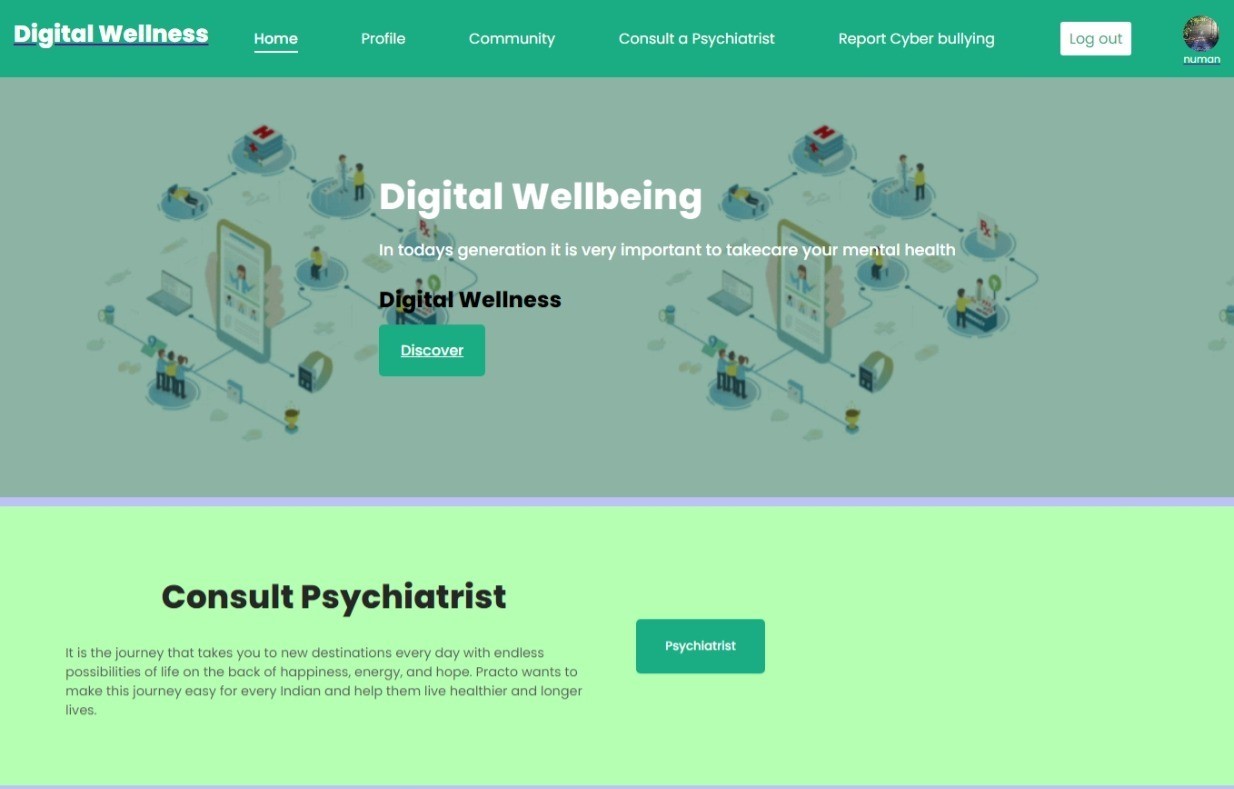 Digital Wellness
Home
Profile
Community
Consult a Psychiatrist
Report Cyber bullying
Log out
numan
Digital Wellbeing
In todays generation it is very important to takecare your mental health
Digital Wellness
Discover
Consult Psychiatrist
It is the journey that takes you to new destinations every day with endless
possibilities of life on the back of happiness, energy, and hope. Practo wants to
make this journey easy for every Indian and help them live healthier and longer
lives.
Psychiatrist